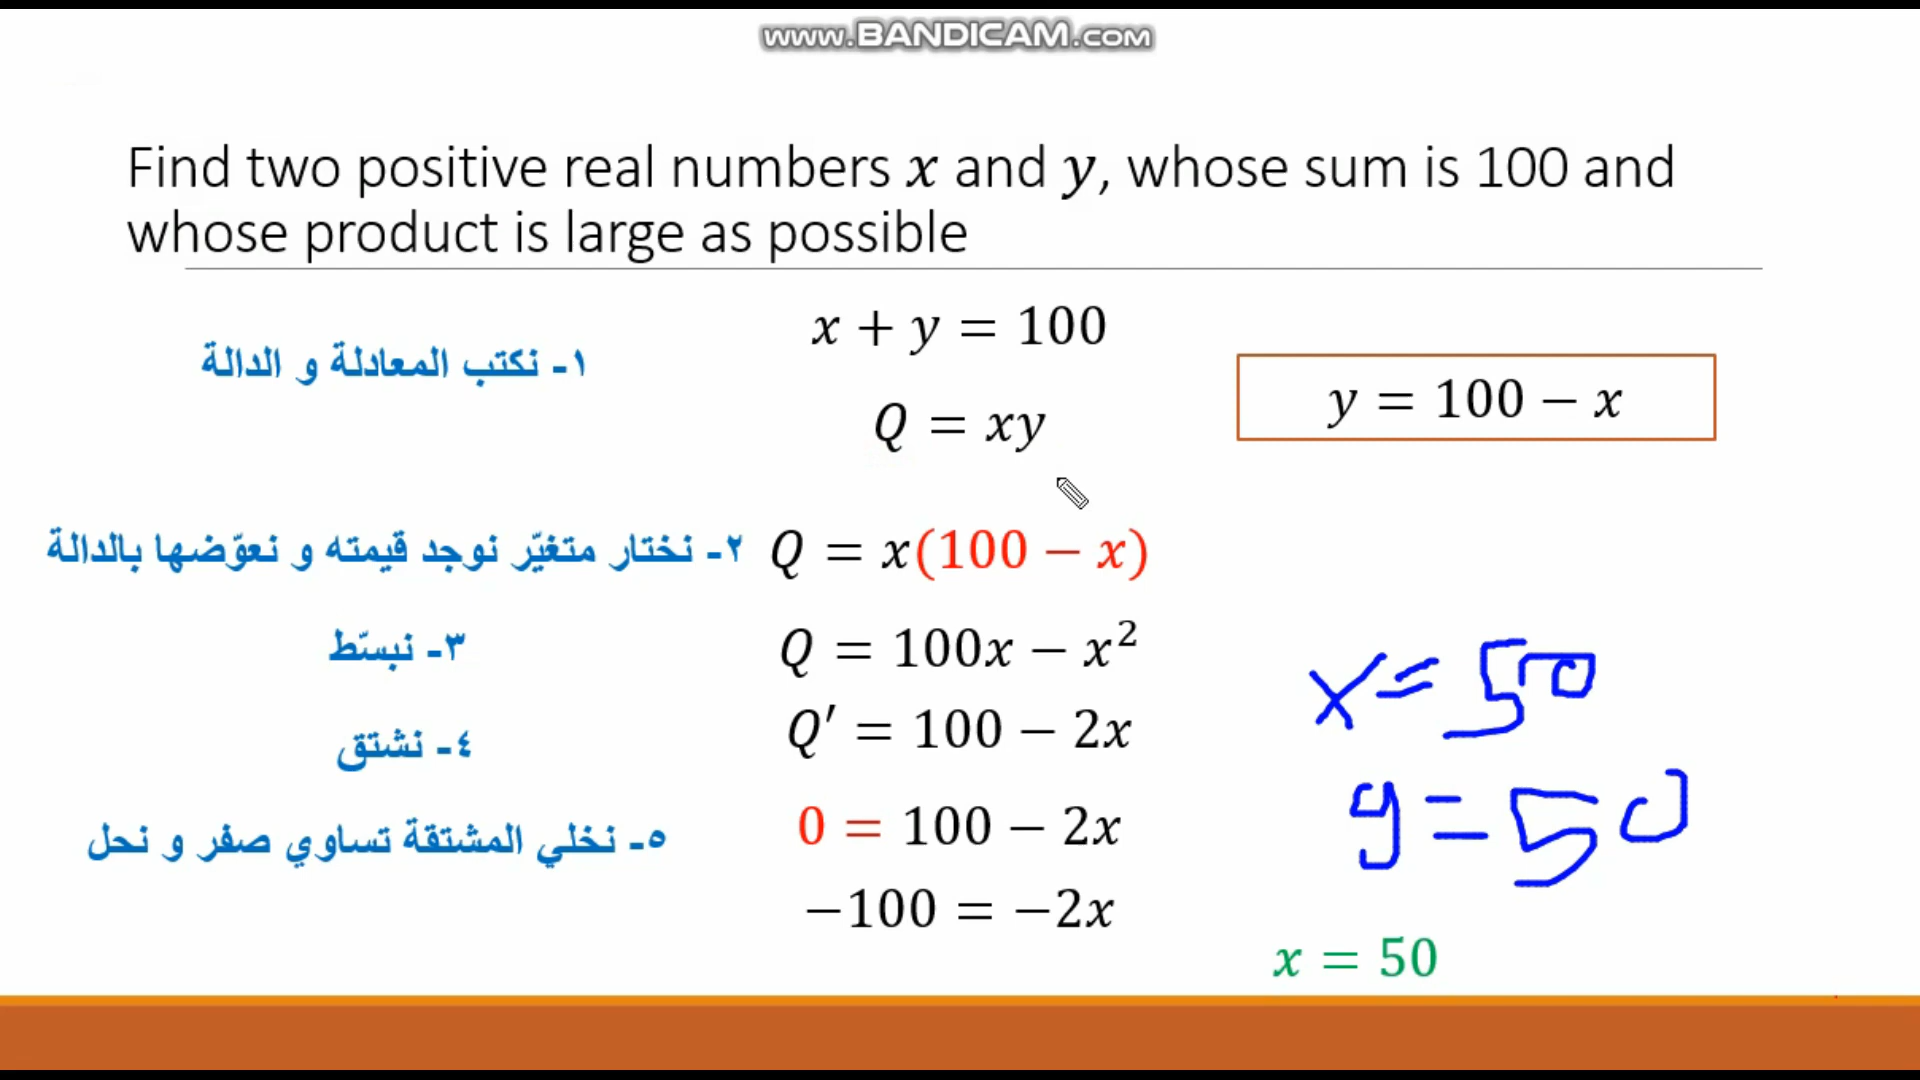 www.BANDICAM.com
Find two positive real numbers x and y, whose sum is 100 and
whose product is large as possible
x + y = 100
١- نكتب المعادلة و الدالة
y = 100 − x
Q = xy
٢- نختار متغيّر نوجد قيمته و نعوّضها بالدالة
Q = x(100 − x)
٣- نبسّط
Q = 100x − x²
x = 50
٤- نشتق
Q′ = 100 − 2x
y = 50
٥- نخلي المشتقة تساوي صفر و نحل
0 = 100 − 2x
−100 = −2x
x = 50